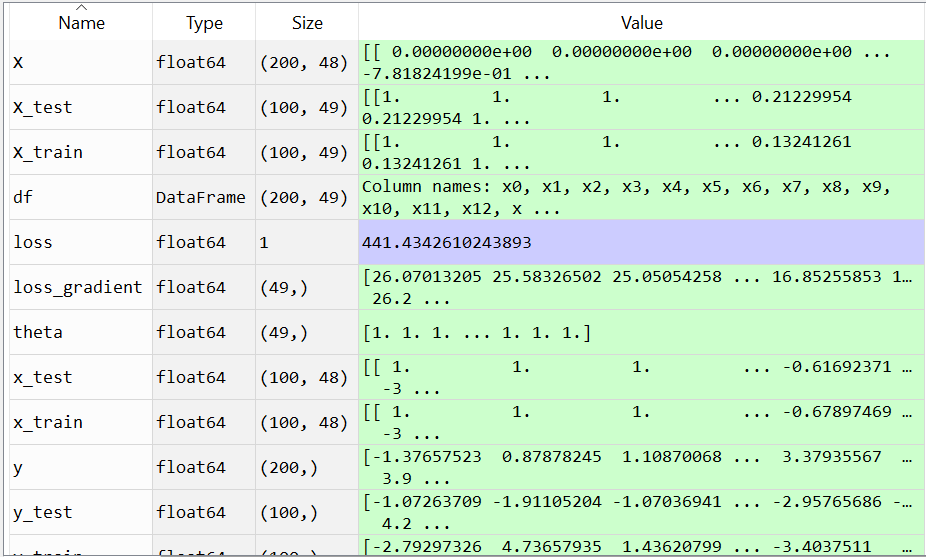 Name Type Size Value
X float64 (200, 48) [[ 0.00000000e+00 0.00000000e+00 0.00000000e+00 ...
-7.81824199e-01 ...
X_test float64 (100, 49) [[1. 1. 1. ... 0.21229954
0.21229954 1. ...
X_train float64 (100, 49) [[1. 1. 1. ... 0.13241261
0.13241261 1. ...
df DataFrame (200, 49) Column names: x0, x1, x2, x3, x4, x5, x6, x7, x8, x9,
x10, x11, x12, x ...
loss float64 1 441.4342610243893
loss_gradient float64 (49,) [26.07013205 25.58326502 25.05054258 ... 16.85255853 1…
26.2 ...
theta float64 (49,) [1. 1. 1. ... 1. 1. 1.]
x_test float64 (100, 48) [[ 1. 1. 1. ... -0.61692371 …
-3 ...
x_train float64 (100, 48) [[ 1. 1. 1. ... -0.67897469 …
-3 ...
y float64 (200,) [-1.37657523 0.87878245 1.10870068 ... 3.37935567 …
3.9 ...
y_test float64 (100,) [-1.07263709 -1.91105204 -1.07036941 ... -2.95765686 -…
4.2 ...
[-2.79297326 4.73657935 1.43620799 ... -3.4037511 …